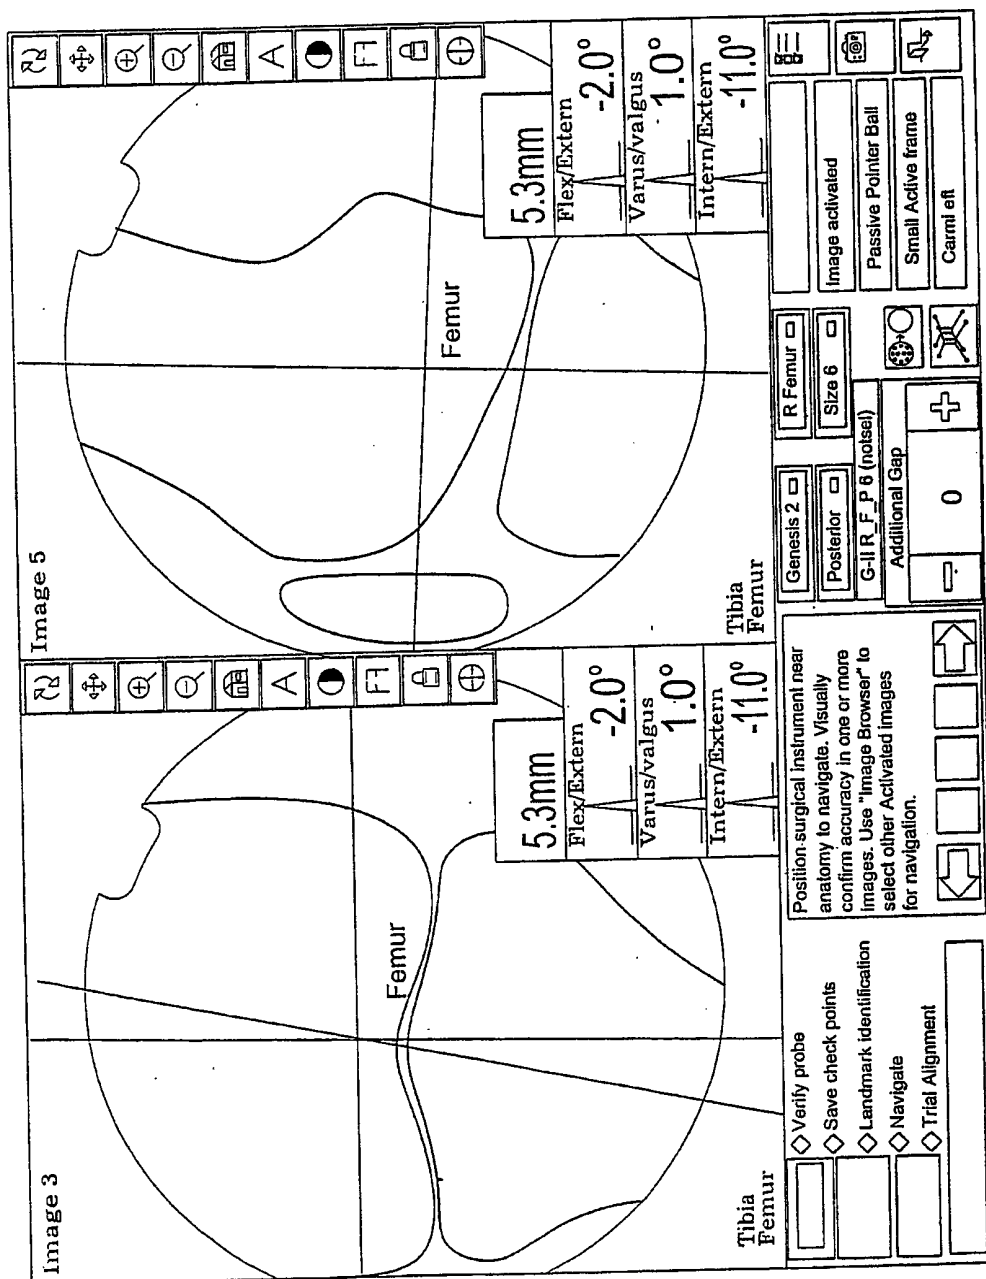 Image 3
A
FT
Femur
5.3mm
Flex/Extern
-2.0°
Varus/valgus
1.0°
Intern/Extern
-11.0°
Tibia
Femur
Image 5
A
FT
Femur
5.3mm
Flex/Extern
-2.0°
Varus/valgus
1.0°
Intern/Extern
-11.0°
Tibia
Femur
Verify probe
Save check points
Landmark identification
Navigate
Trial Alignment
Position surgical instrument near
anatomy to navigate. Visually
confirm accuracy in one or more
images. Use "Image Browser" to
select other Activated images
for navigation.
Genesis 2
R Femur
Posterior
Size 6
G-II R_F_P 6 (notsel)
Additional Gap
0
Image activated
Passive Pointer Ball
Small Active frame
Carml eft